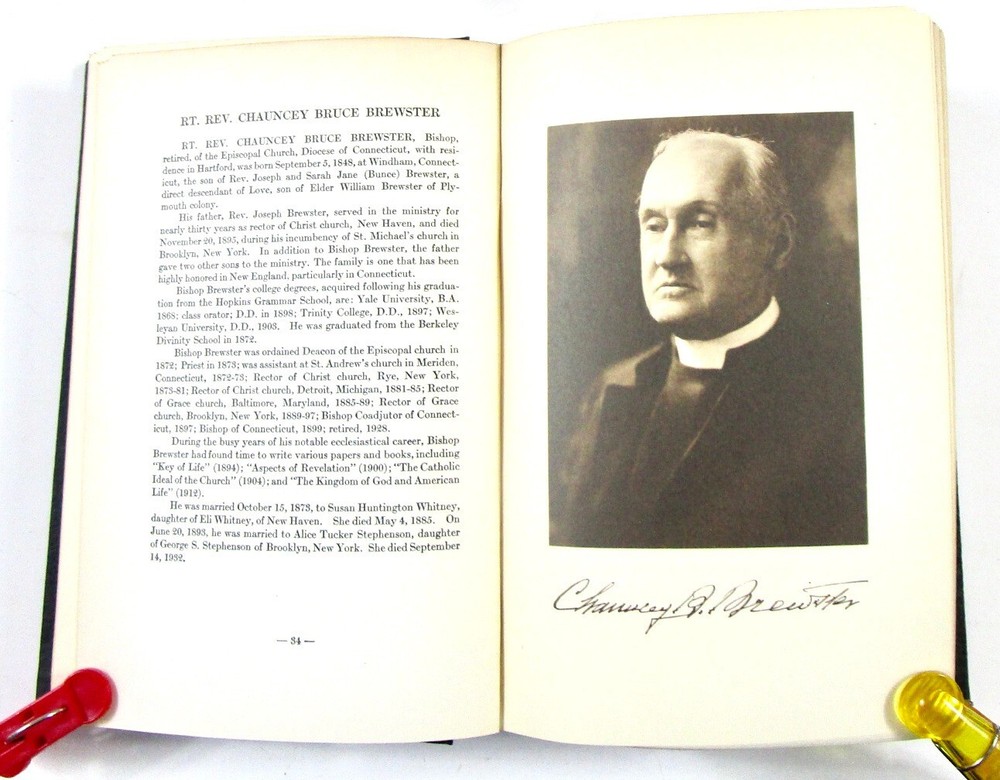 RT. REV. CHAUNCEY BRUCE BREWSTER
RT. REV. CHAUNCEY BRUCE BREWSTER, Bishop,
retired, of the Episcopal Church, Diocese of Connecticut, with resi-
dence in Hartford, was born September 5, 1848, at Windham, Connect-
icut, the son of Rev. Joseph and Sarah Jane (Bunce) Brewster, a
direct descendant of Love, son of Elder William Brewster of Ply-
mouth colony.
His father, Rev. Joseph Brewster, served in the ministry for
nearly thirty years as rector of Christ church, New Haven, and died
November 20, 1895, during his incumbency of St. Michael's church in
Brooklyn, New York. In addition to Bishop Brewster, the father
gave two other sons to the ministry. The family is one that has been
highly honored in New England, particularly in Connecticut.
Bishop Brewster's college degrees, acquired following his gradua-
tion from the Hopkins Grammar School, are: Yale University, B.A.
1868; class orator; D.D. in 1898; Trinity College, D.D., 1897; Wes-
leyan University, D.D., 1903. He was graduated from the Berkeley
Divinity School in 1872.
Bishop Brewster was ordained Deacon of the Episcopal church in
1872; Priest in 1873; was assistant at St. Andrew's church in Meriden,
Connecticut, 1872-73; Rector of Christ church, Rye, New York,
1873-81; Rector of Christ church, Detroit, Michigan, 1881-85; Rector
of Grace church, Baltimore, Maryland, 1885-89; Rector of Grace
church, Brooklyn, New York, 1889-97; Bishop Coadjutor of Connect-
icut, 1897; Bishop of Connecticut, 1899; retired, 1928.
During the busy years of his notable ecclesiastical career, Bishop
Brewster had found time to write various papers and books, including
"Key of Life" (1894); "Aspects of Revelation" (1900); "The Catholic
Ideal of the Church" (1904); and "The Kingdom of God and American
Life" (1912).
He was married October 15, 1873, to Susan Huntington Whitney,
daughter of Eli Whitney, of New Haven. She died May 4, 1885. On
June 20, 1893, he was married to Alice Tucker Stephenson, daughter
of George S. Stephenson of Brooklyn, New York. She died September
14, 1932.
— 34 —
Chauncey B. Brewster